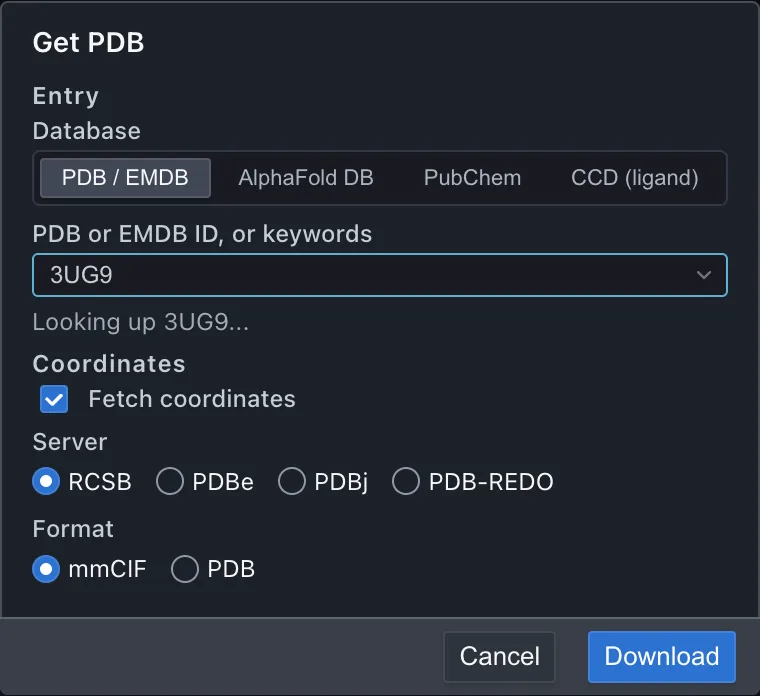 Get PDB
Entry
Database
PDB / EMDB AlphaFold DB PubChem CCD (ligand)
PDB or EMDB ID, or keywords
3UG9
Looking up 3UG9...
Coordinates
Fetch coordinates
Server
RCSB PDBe PDBj PDB-REDO
Format
mmCIF PDB
Cancel Download